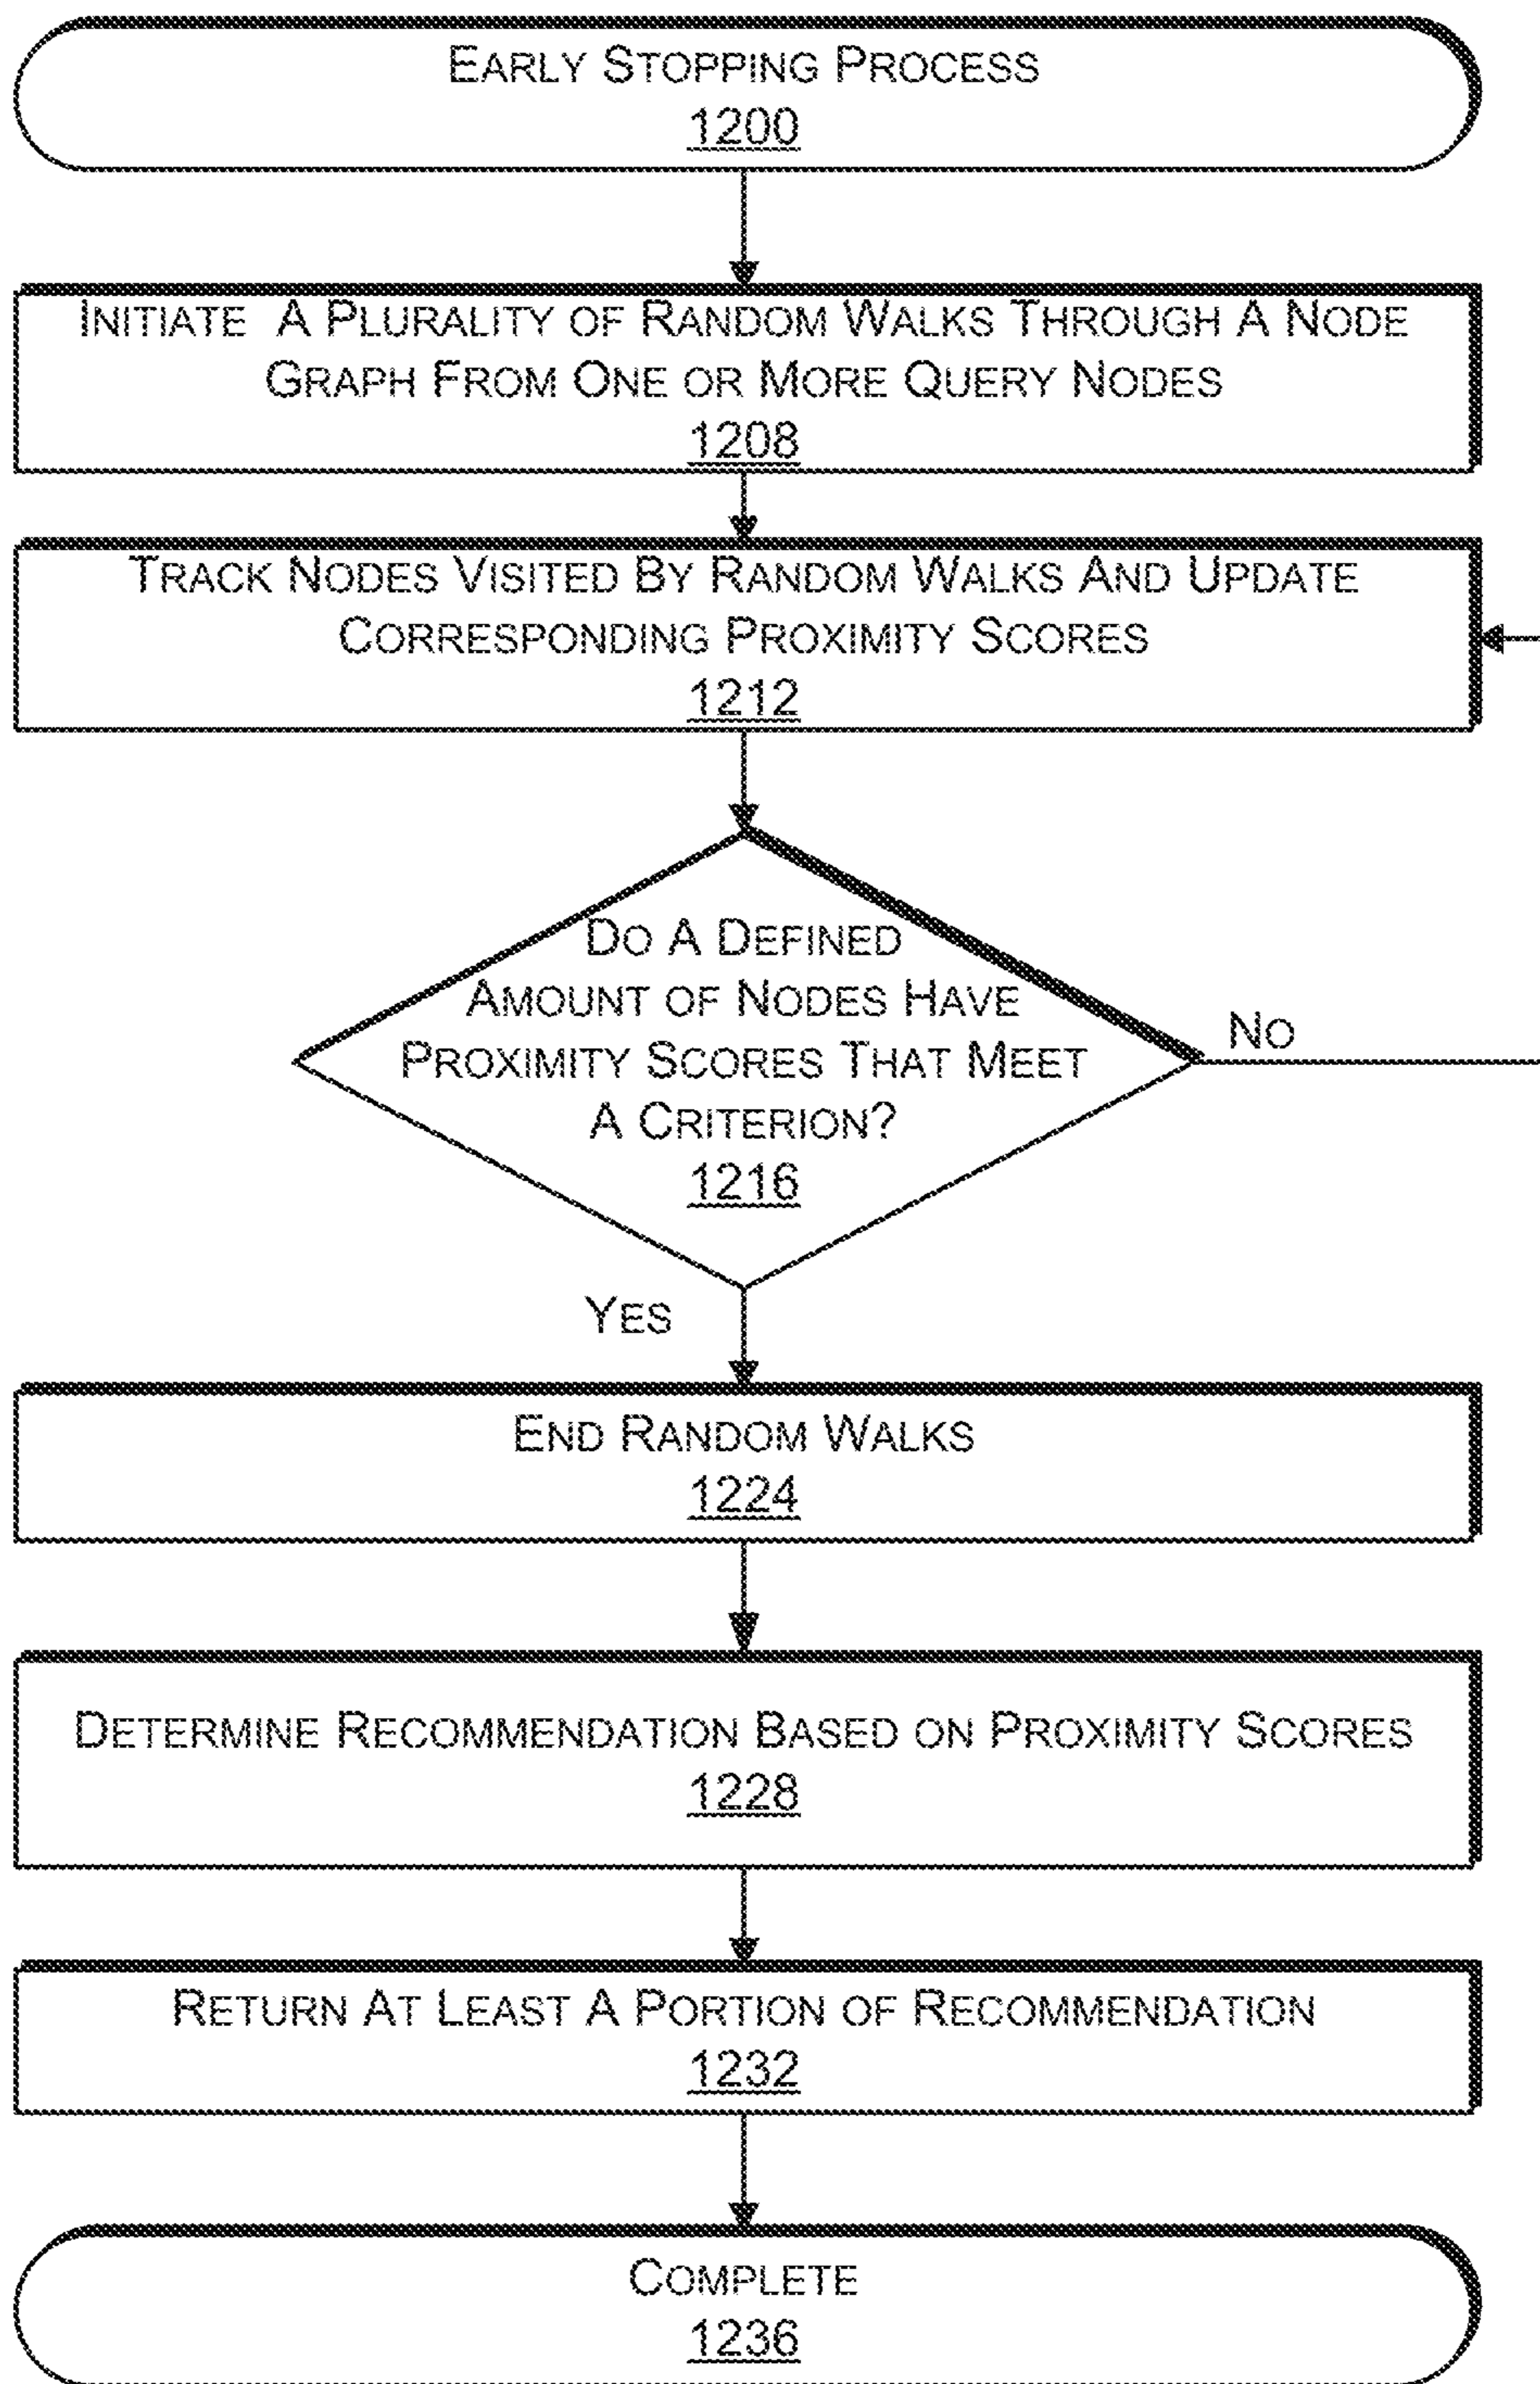 EARLY STOPPING PROCESS
1200
INITIATE A PLURALITY OF RANDOM WALKS THROUGH A NODE
GRAPH FROM ONE OR MORE QUERY NODES
1208
TRACK NODES VISITED BY RANDOM WALKS AND UPDATE
CORRESPONDING PROXIMITY SCORES
1212
DO A DEFINED
AMOUNT OF NODES HAVE
PROXIMITY SCORES THAT MEET
A CRITERION?
1216
NO
YES
END RANDOM WALKS
1224
DETERMINE RECOMMENDATION BASED ON PROXIMITY SCORES
1228
RETURN AT LEAST A PORTION OF RECOMMENDATION
1232
COMPLETE
1236